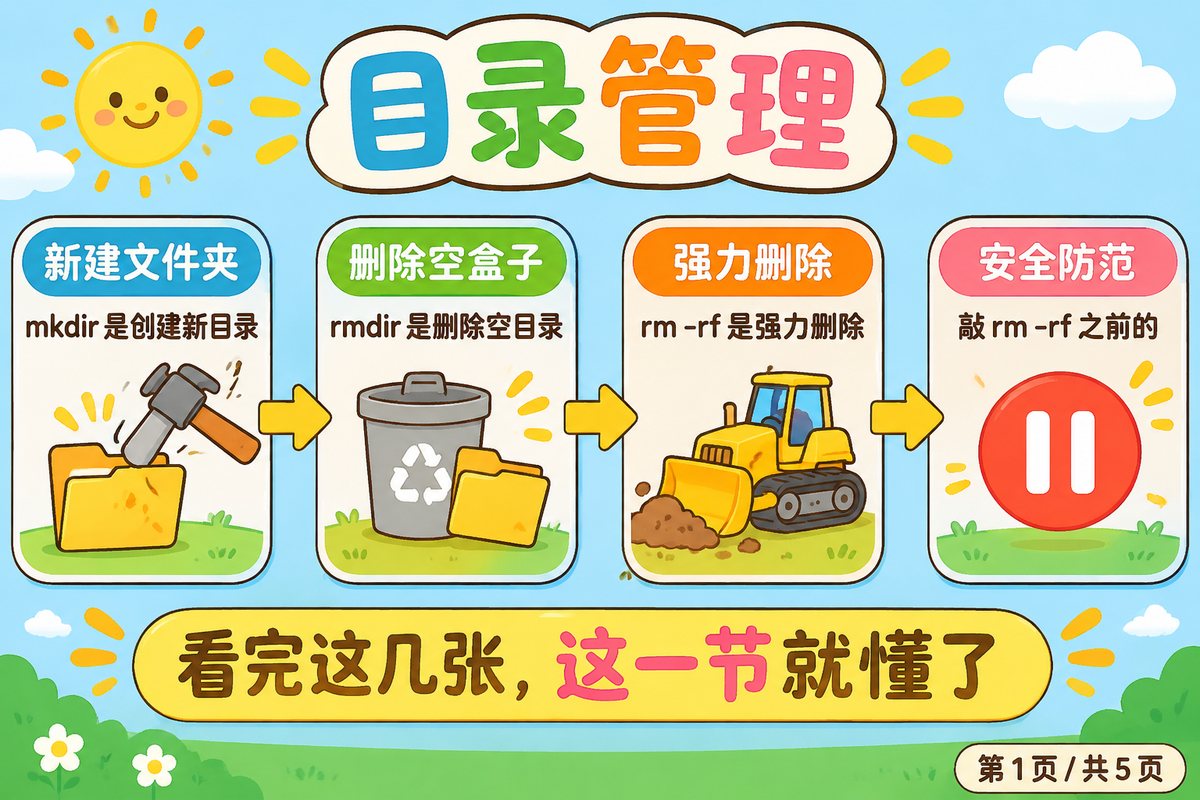 目录管理
新建文件夹
mkdir 是创建新目录
删除空盒子
rmdir 是删除空目录
强力删除
rm -rf 是强力删除
安全防范
敲 rm -rf 之前的
看完这几张，这一节就懂了
第1页/共5页